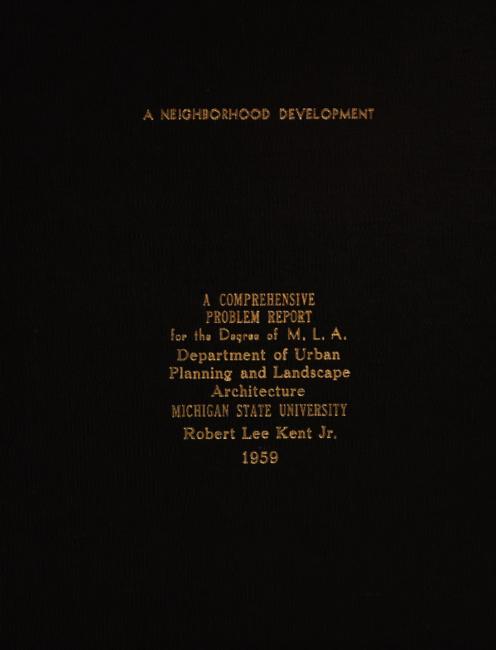 A NEIGHBORHOOD DEVELOPMENT
A COMPREHENSIVE
PROBLEM REPORT
for the Degree of M. L. A.
Department of Urban
Planning and Landscape
Architecture
MICHIGAN STATE UNIVERSITY
Robert Lee Kent Jr.
1959